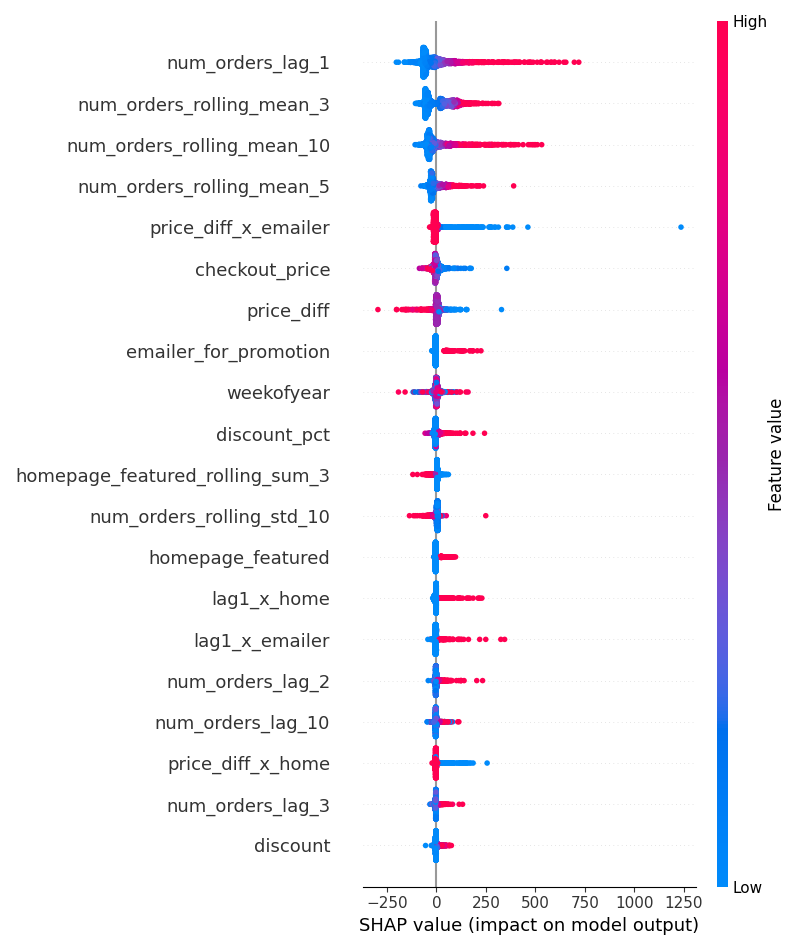 High
num_orders_lag_1
num_orders_rolling_mean_3
num_orders_rolling_mean_10
num_orders_rolling_mean_5
price_diff_x_emailer
checkout_price
price_diff
emailer_for_promotion
weekofyear
discount_pct
homepage_featured_rolling_sum_3
num_orders_rolling_std_10
homepage_featured
lag1_x_home
lag1_x_emailer
num_orders_lag_2
num_orders_lag_10
price_diff_x_home
num_orders_lag_3
discount
Feature value
Low
−250 0 250 500 750 1000 1250
SHAP value (impact on model output)